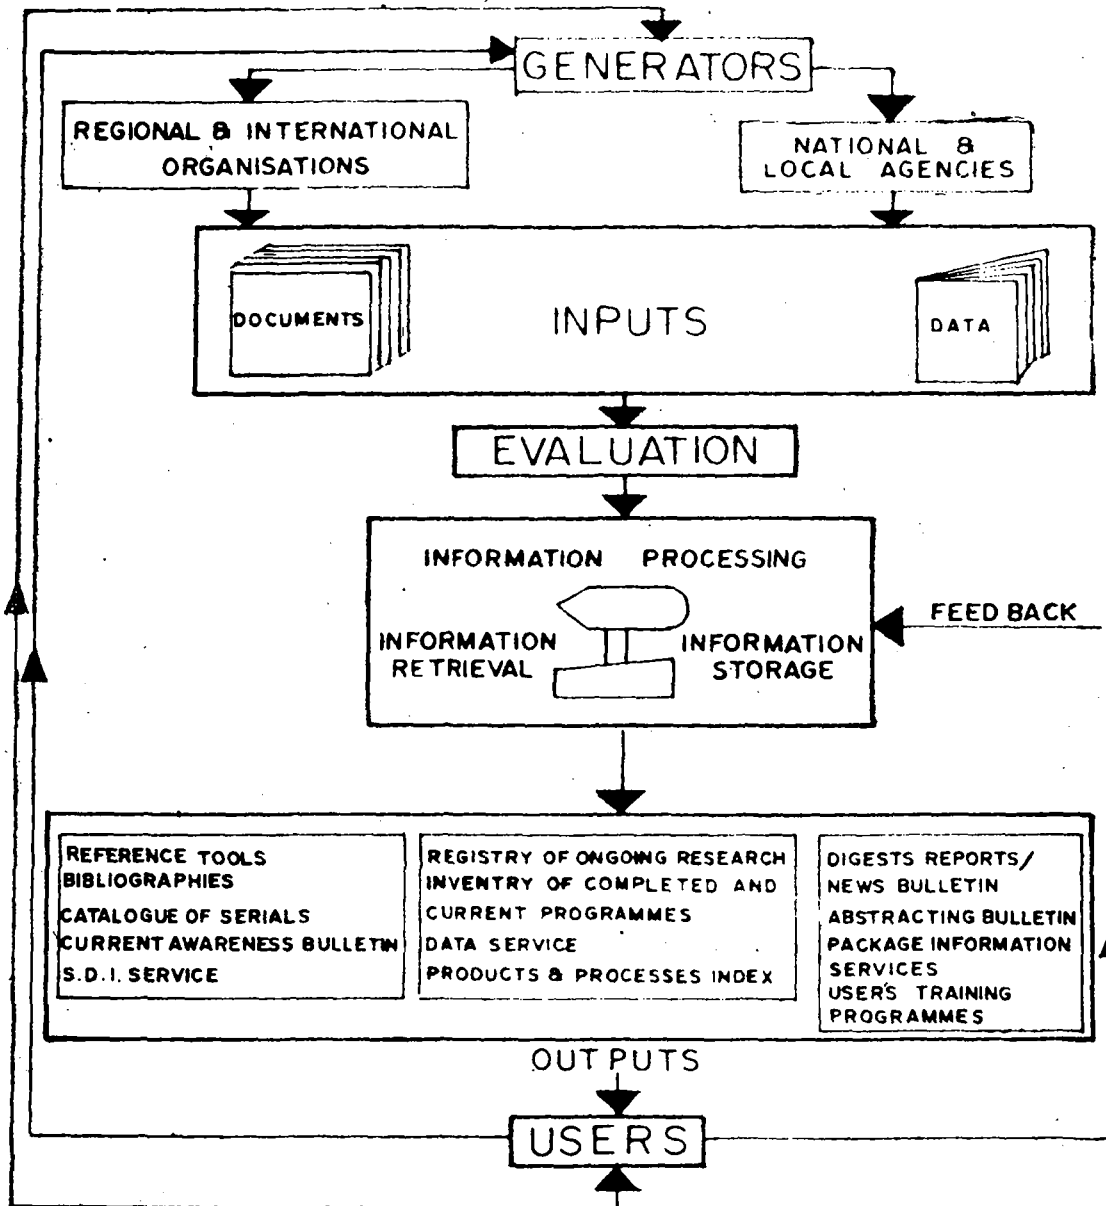 GENERATORS
REGIONAL & INTERNATIONAL
ORGANISATIONS
NATIONAL &
LOCAL AGENCIES
DOCUMENTS
INPUTS
DATA
EVALUATION
INFORMATION PROCESSING
INFORMATION
RETRIEVAL
INFORMATION
STORAGE
FEED BACK
REFERENCE TOOLS
BIBLIOGRAPHIES
CATALOGUE OF SERIALS
CURRENT AWARENESS BULLETIN
S.D.I. SERVICE
REGISTRY OF ONGOING RESEARCH
INVENTRY OF COMPLETED AND
CURRENT PROGRAMMES
DATA SERVICE
PRODUCTS & PROCESSES INDEX
DIGESTS REPORTS/
NEWS BULLETIN
ABSTRACTING BULLETIN
PACKAGE INFORMATION
SERVICES
USER'S TRAINING
PROGRAMMES
OUTPUTS
USERS